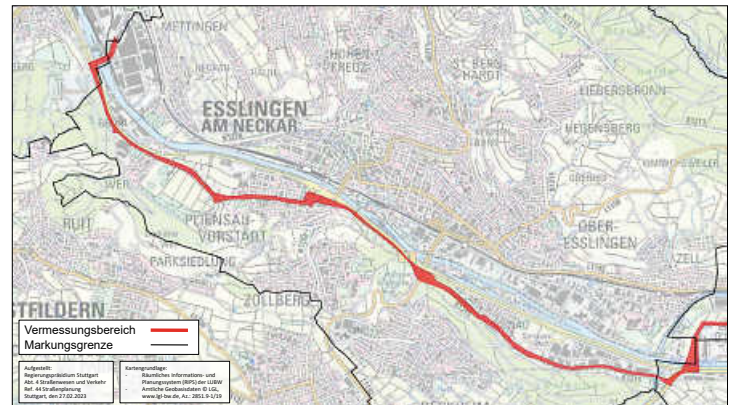 METTINGEN
HOHEN-
KREUZ
ST. BERN-
HARDT
LIEBERSBRONN
ESSLINGEN
AM NECKAR
HEGENSBERG
KIMMICHSWEILER
WEIL
RUIT
PLIENSAU-
VORSTADT
OBER-
ESSLINGEN
PARKSIEDLUNG
ZELL
ZOLLBERG
STFILDERN
Vermessungsbereich
Markungsgrenze
Aufgestellt:
Regierungspräsidium Stuttgart
Abt. 4 Straßenwesen und Verkehr
Ref. 44 Straßenplanung
Stuttgart, den 27.02.2023
Kartengrundlage:
- Räumliches Informations- und
Planungssystem (RIPS) der LUBW
- Amtliche Geobasisdaten © LGL,
www.lgl-bw.de, Az.: 2851.9-1/19